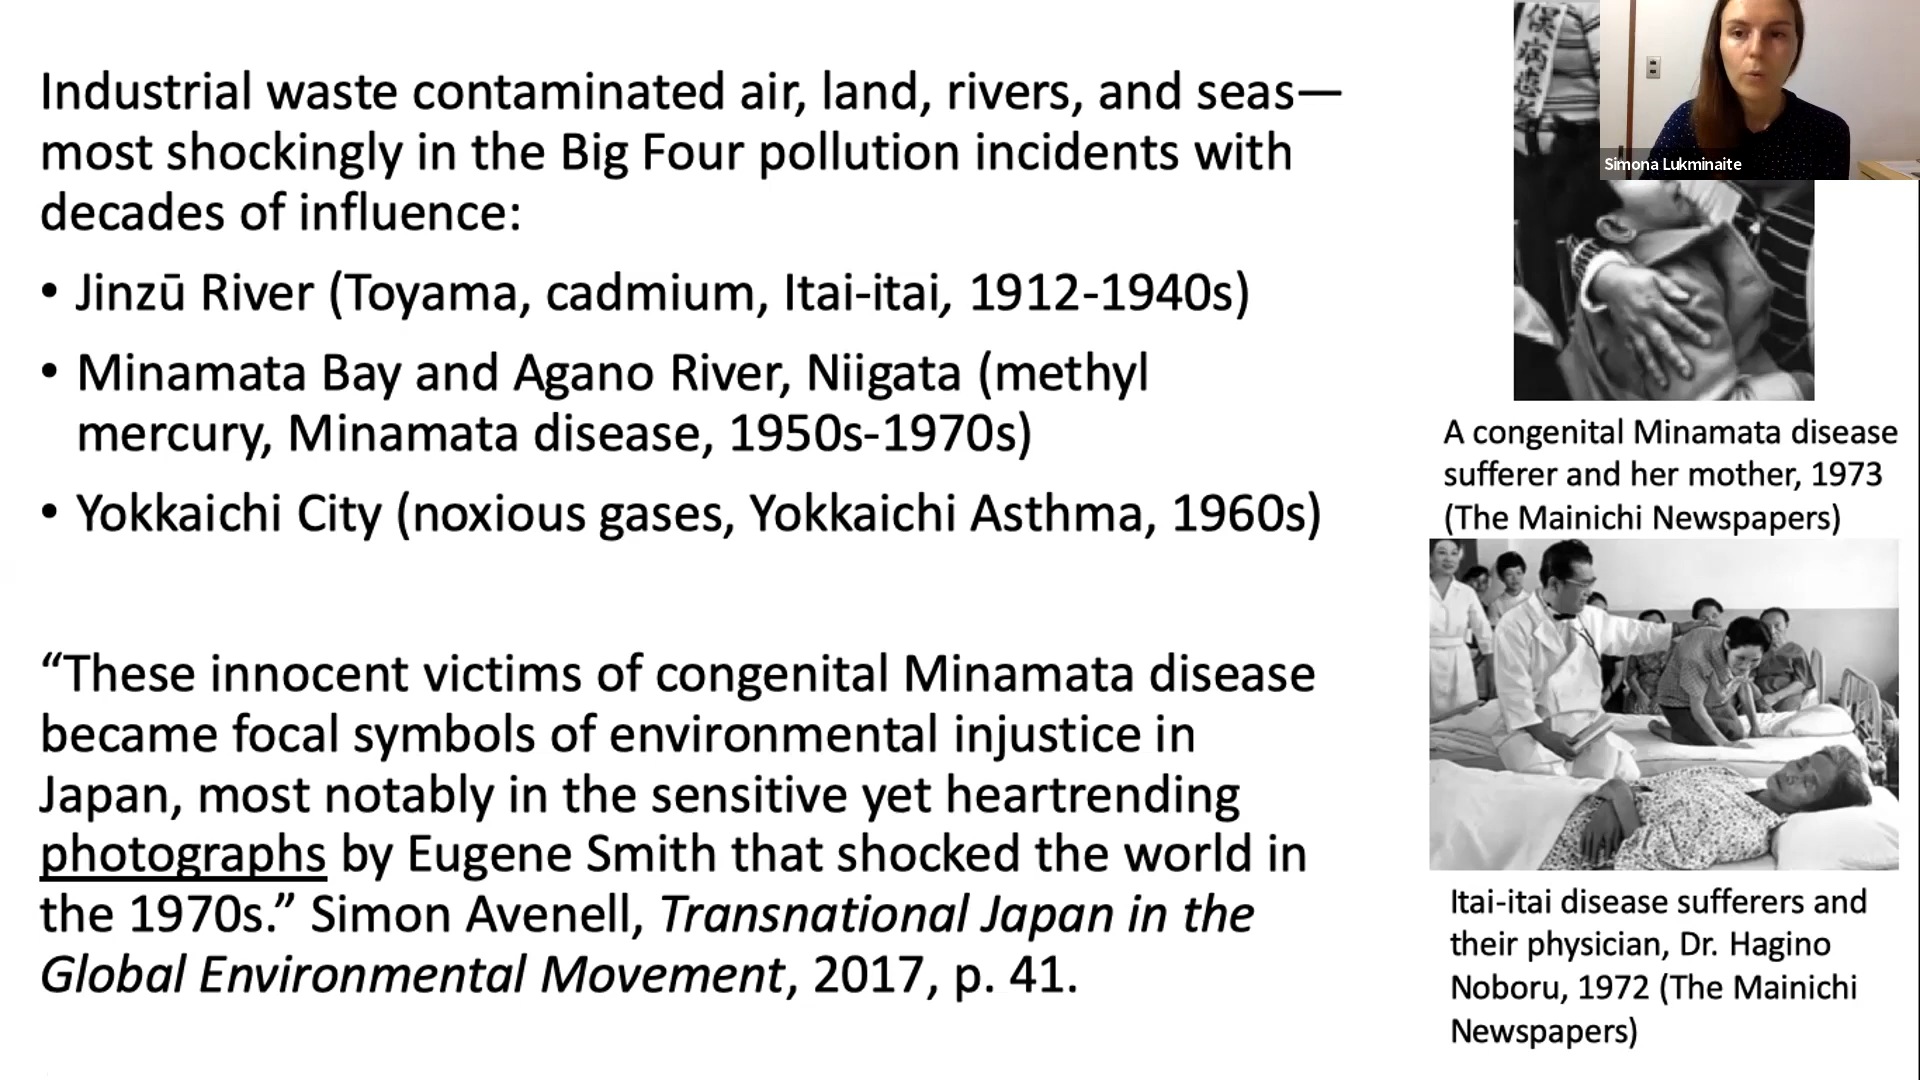 Industrial waste contaminated air, land, rivers, and seas—
most shockingly in the Big Four pollution incidents with
decades of influence:
• Jinzū River (Toyama, cadmium, Itai-itai, 1912-1940s)
• Minamata Bay and Agano River, Niigata (methyl
mercury, Minamata disease, 1950s-1970s)
• Yokkaichi City (noxious gases, Yokkaichi Asthma, 1960s)
“These innocent victims of congenital Minamata disease
became focal symbols of environmental injustice in
Japan, most notably in the sensitive yet heartrending
photographs by Eugene Smith that shocked the world in
the 1970s.” Simon Avenell, Transnational Japan in the
Global Environmental Movement, 2017, p. 41.
Simona Lukminaite
A congenital Minamata disease
sufferer and her mother, 1973
(The Mainichi Newspapers)
Itai-itai disease sufferers and
their physician, Dr. Hagino
Noboru, 1972 (The Mainichi
Newspapers)